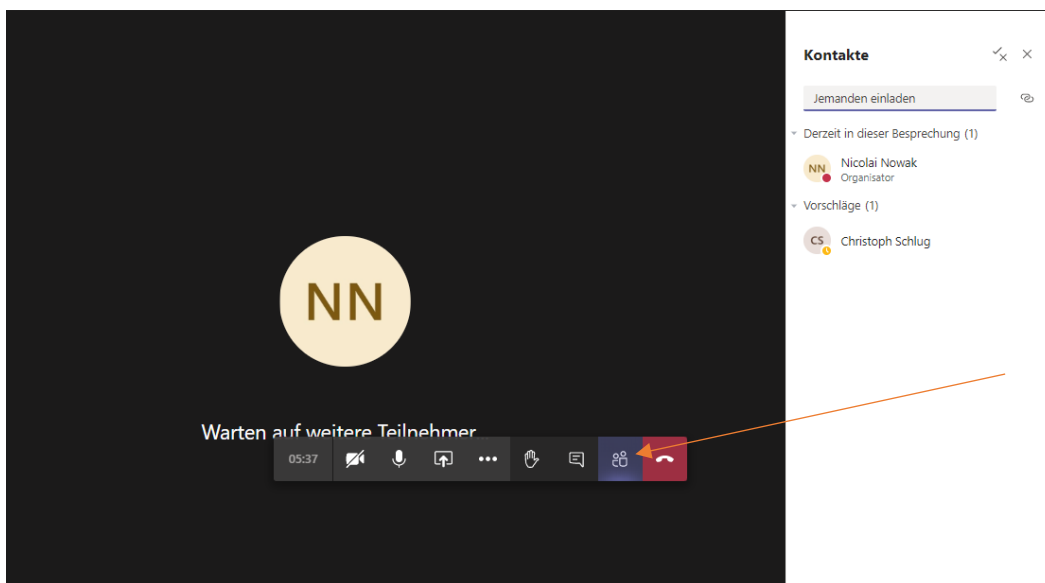 Kontakte
Jemanden einladen
Derzeit in dieser Besprechung (1)
NN
Nicolai Nowak
Organisator
Vorschläge (1)
CS
Christoph Schlug
NN
Warten auf weitere Teilnehmer...
05:37